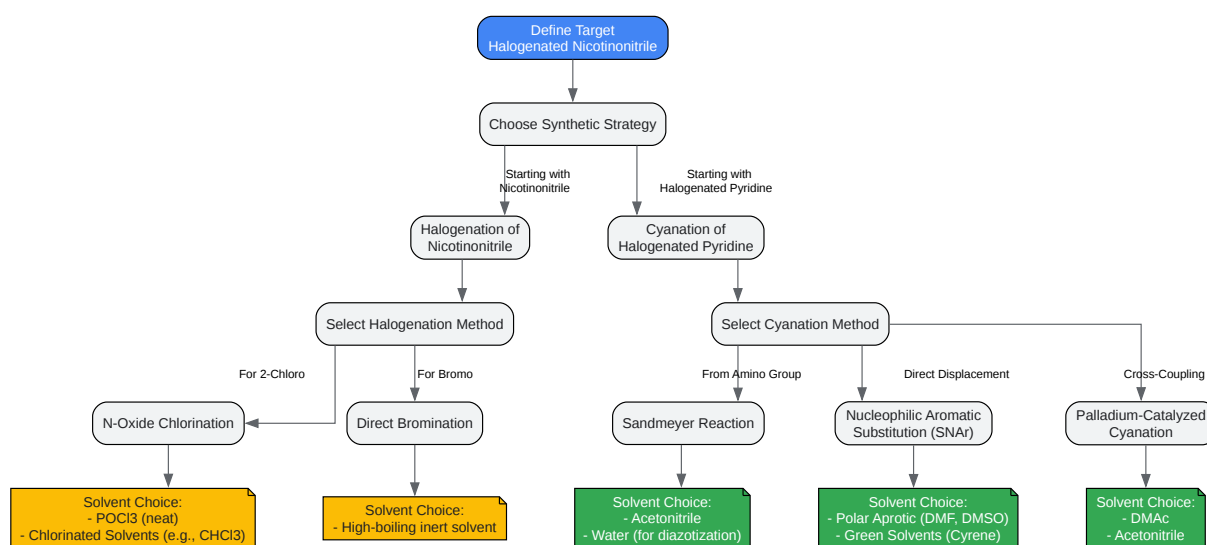 Define Target
Halogenated Nicotinonitrile
Choose Synthetic Strategy
Starting with
Nicotinonitrile
Starting with
Halogenated Pyridine
Halogenation of
Nicotinonitrile
Cyanation of
Halogenated Pyridine
Select Halogenation Method
Select Cyanation Method
For 2-Chloro
For Bromo
From Amino Group
Direct Displacement
Cross-Coupling
N-Oxide Chlorination
Direct Bromination
Sandmeyer Reaction
Nucleophilic Aromatic
Substitution (SNAr)
Palladium-Catalyzed
Cyanation
Solvent Choice:
- POCl3 (neat)
- Chlorinated Solvents (e.g., CHCl3)
Solvent Choice:
- High-boiling inert solvent
Solvent Choice:
- Acetonitrile
- Water (for diazotization)
Solvent Choice:
- Polar Aprotic (DMF, DMSO)
- Green Solvents (Cyrene)
Solvent Choice:
- DMAc
- Acetonitrile